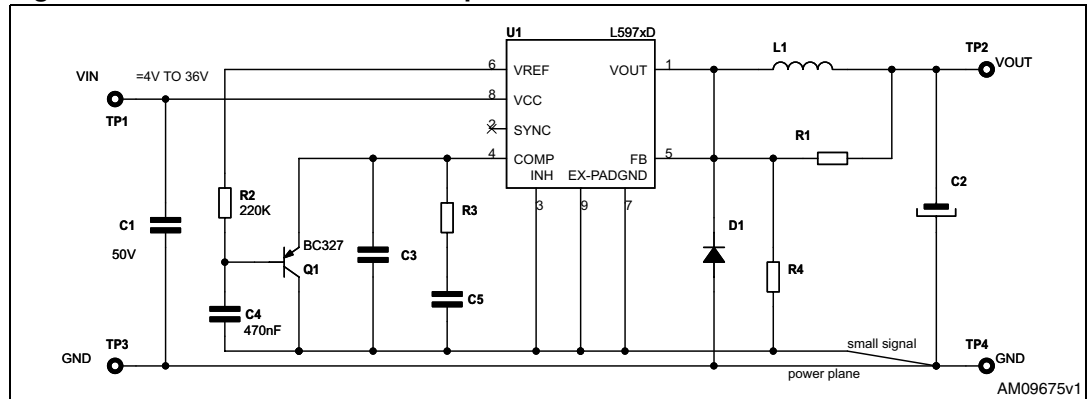 U1
L597xD
L1
TP2
VIN
=4V TO 36V
6
VREF
VOUT
1
VOUT
8
VCC
TP1
2
SYNC
R1
4
COMP
FB
5
INH
EX-PAD
GND
R2
220K
3
9
7
C2
R3
C1
D1
BC327
50V
C3
Q1
R4
C5
C4
470nF
TP3
small signal
TP4
GND
GND
power plane
AM09675v1